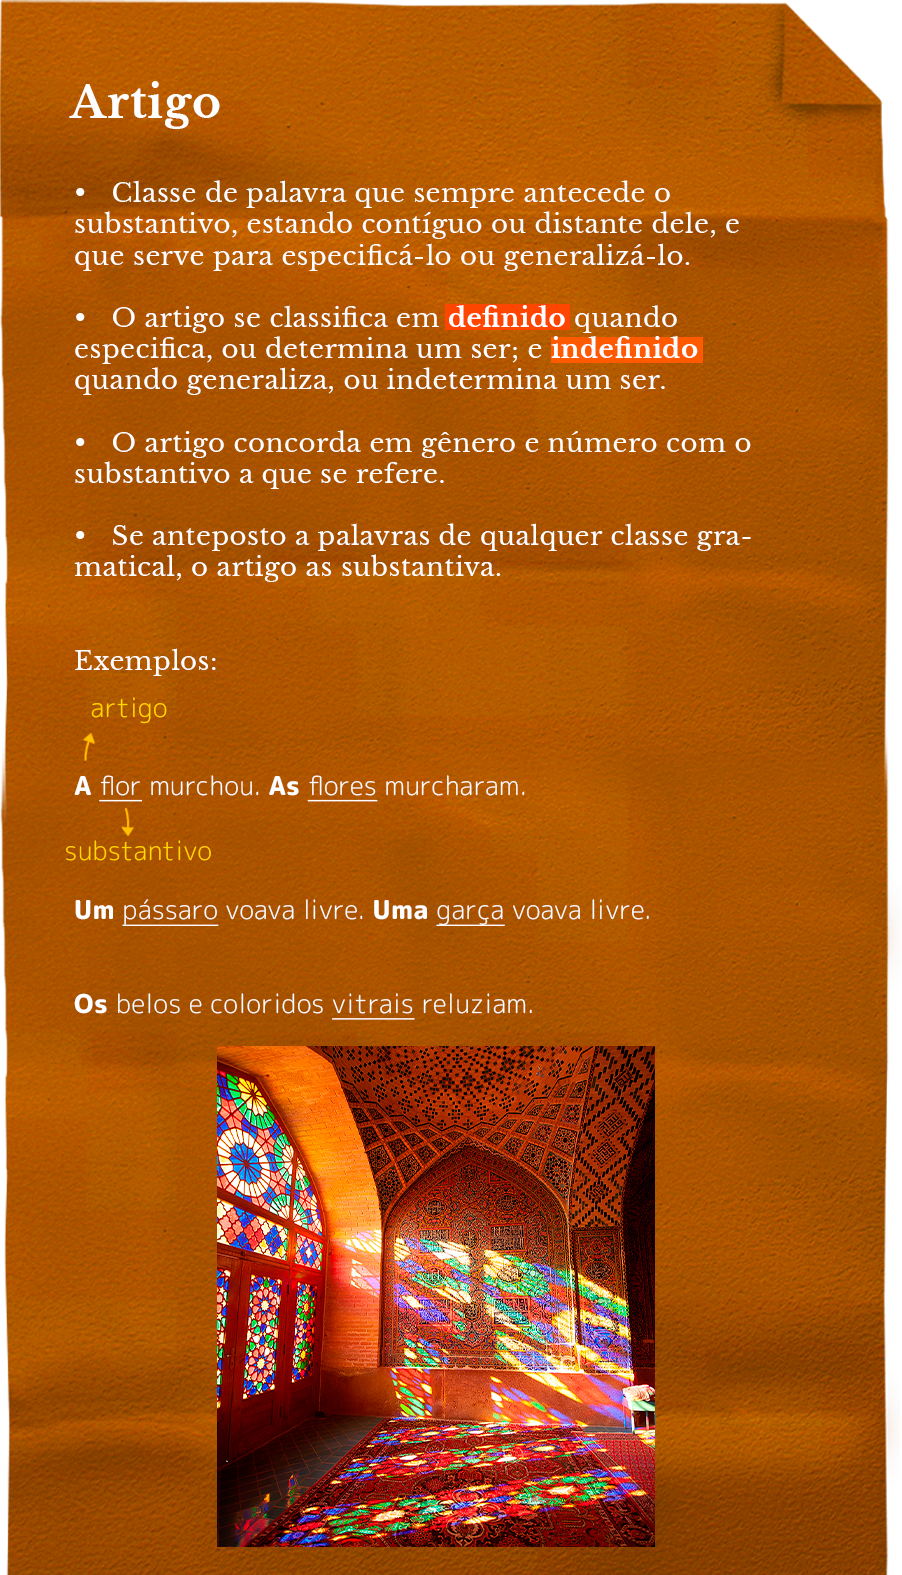 Artigo
• Classe de palavra que sempre antecede o
substantivo, estando contíguo ou distante dele, e
que serve para especificá-lo ou generalizá-lo.
• O artigo se classifica em definido quando
especifica, ou determina um ser; e indefinido
quando generaliza, ou indetermina um ser.
• O artigo concorda em gênero e número com o
substantivo a que se refere.
• Se anteposto a palavras de qualquer classe gra-
matical, o artigo as substantiva.
Exemplos:
artigo
A flor murchou. As flores murcharam.
substantivo
Um pássaro voava livre. Uma garça voava livre.
Os belos e coloridos vitrais reluziam.